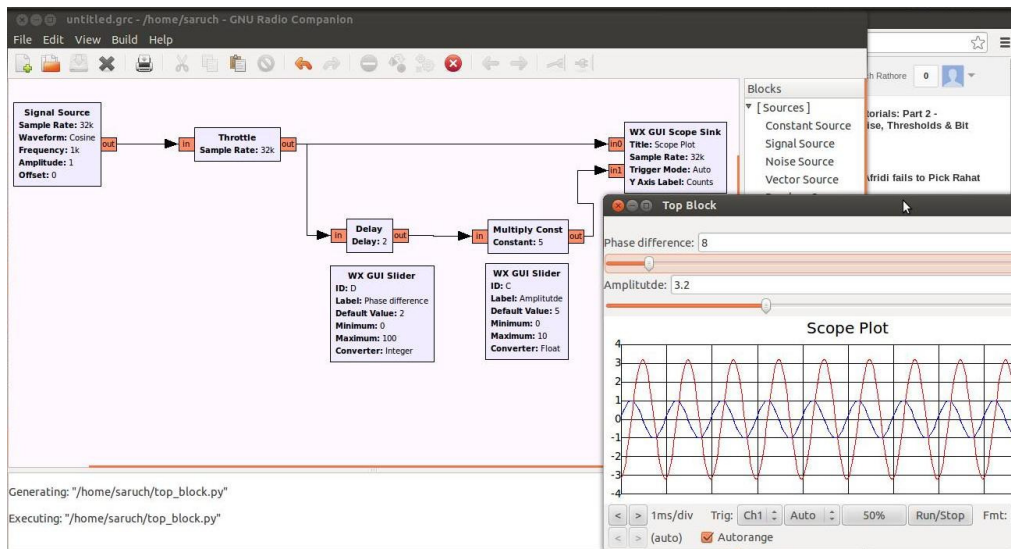 untitled.grc - /home/saruch - GNU Radio Companion
File Edit View Build Help
Signal Source
Sample Rate: 32k
Waveform: Cosine
Frequency: 1k
Amplitude: 1
Offset: 0
out
in
Throttle
Sample Rate: 32k
out
in0
in1
WX GUI Scope Sink
Title: Scope Plot
Sample Rate: 32k
Trigger Mode: Auto
Y Axis Label: Counts
in
Delay
Delay: 2
out
in
Multiply Const
Constant: 5
out
WX GUI Slider
ID: D
Label: Phase difference
Default Value: 2
Minimum: 0
Maximum: 100
Converter: Integer
WX GUI Slider
ID: C
Label: Amplitutde
Default Value: 5
Minimum: 0
Maximum: 10
Converter: Float
Blocks
[ Sources ]
Constant Source
Signal Source
Noise Source
Vector Source
Rathore 0
Part 2 -
Thresholds & Bit
fails to Pick Rahat
Top Block
Phase difference: 8
Amplitutde: 3.2
Scope Plot
4
3
2
1
0
-1
-2
-3
-4
< > 1ms/div Trig: Ch1 Auto 50% Run/Stop Fmt:
< > (auto) Autorange
Generating: "/home/saruch/top_block.py"
Executing: "/home/saruch/top_block.py"